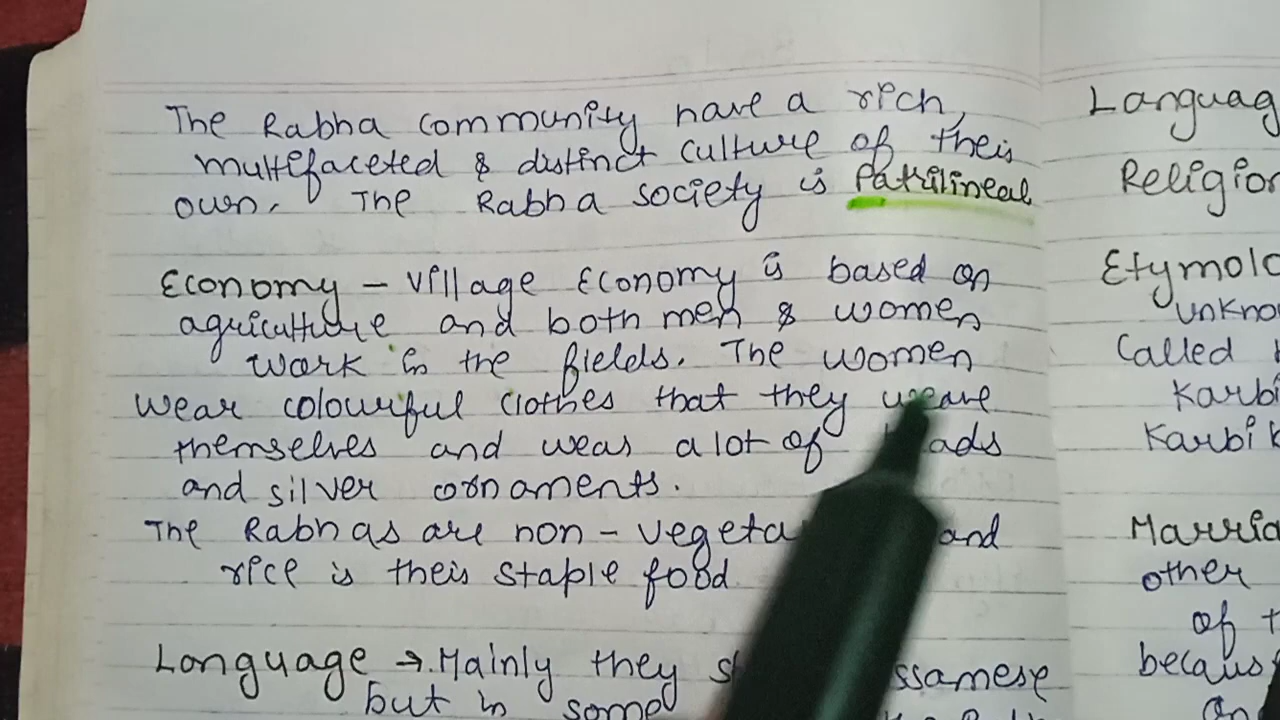 The Rabha community have a rich,
multifaceted & distinct culture of their
own. The Rabha society is Patrilineal
Economy - Village Economy is based on
agriculture and both men & women
work in the fields. The women
wear colourful clothes that they weave
themselves and wear a lot of
and silver ornaments.
The Rabhas are non-vegeta and
rice is their staple food
Language → Mainly they ssamese
but in some
Languag
Religion
Etymolo
unkno
Called
Karbi
Karbi
Marria
other
of
becaus